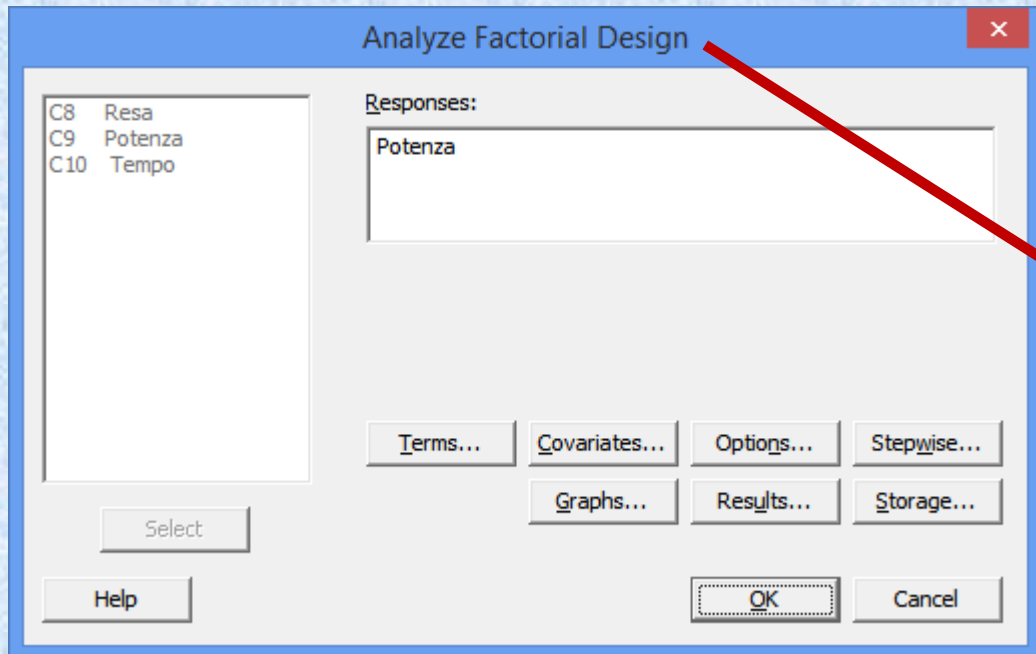 Analyze Factorial Design
C8 Resa
C9 Potenza
C10 Tempo
Select
Help
Responses:
Potenza
Terms... Covariates... Options... Stepwise...
Graphs... Results... Storage...
OK Cancel